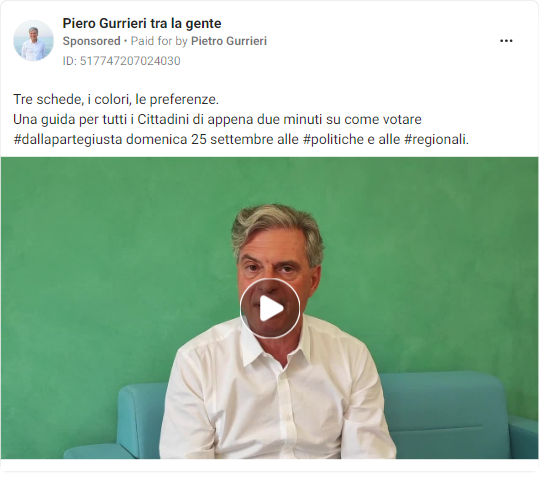 Piero Gurrieri tra la gente
Sponsored • Paid for by Pietro Gurrieri
ID: 517747207024030
Tre schede, i colori, le preferenze.
Una guida per tutti i Cittadini di appena due minuti su come votare
#dallapartegiusta domenica 25 settembre alle #politiche e alle #regionali.